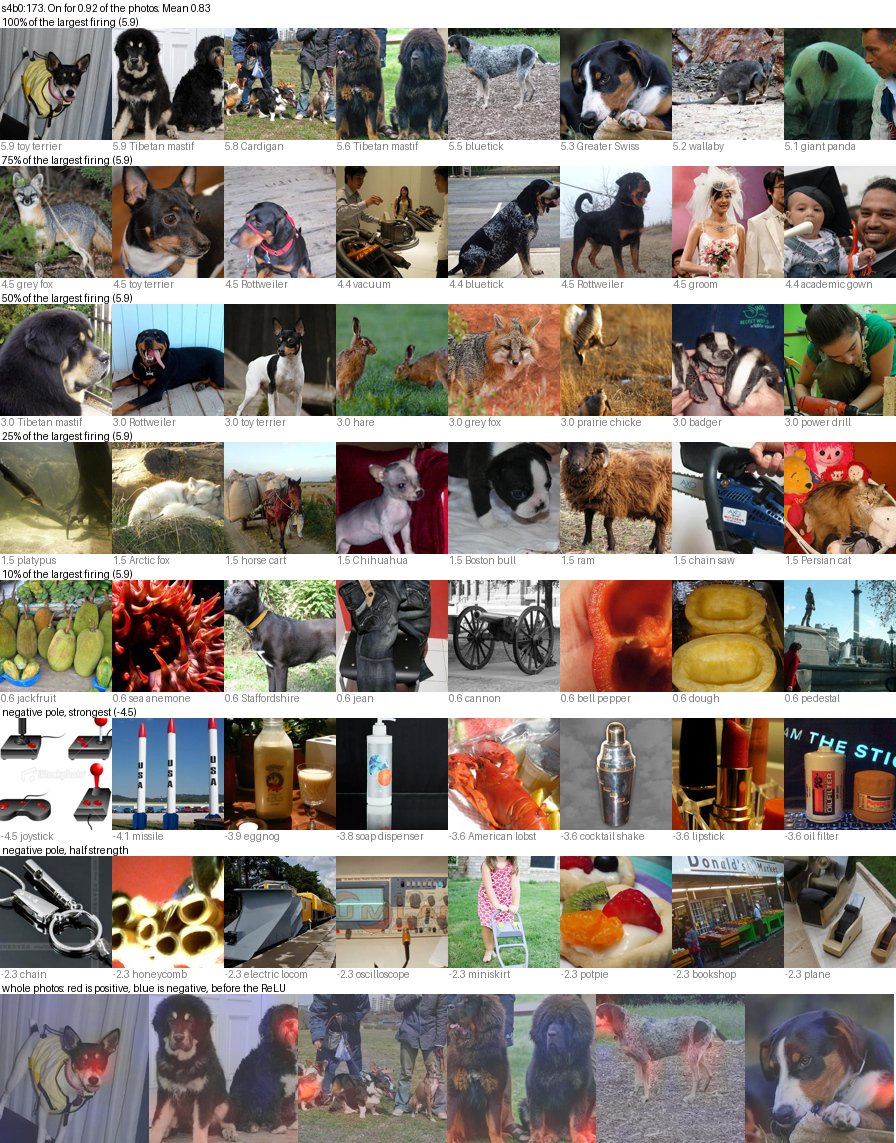 s4b0:173. On for 0.92 of the photos. Mean 0.83
100% of the largest firing (5.9)
5.9 toy terrier
5.9 Tibetan mastif
5.8 Cardigan
5.6 Tibetan mastif
5.5 bluetick
5.3 Greater Swiss
5.2 wallaby
5.1 giant panda
75% of the largest firing (5.9)
4.5 grey fox
4.5 toy terrier
4.5 Rottweiler
4.4 vacuum
4.4 bluetick
4.5 Rottweiler
4.5 groom
4.4 academic gown
50% of the largest firing (5.9)
3.0 Tibetan mastif
3.0 Rottweiler
3.0 toy terrier
3.0 hare
3.0 grey fox
3.0 prairie chicke
3.0 badger
3.0 power drill
25% of the largest firing (5.9)
1.5 platypus
1.5 Arctic fox
1.5 horse cart
1.5 Chihuahua
1.5 Boston bull
1.5 ram
1.5 chain saw
1.5 Persian cat
10% of the largest firing (5.9)
0.6 jackfruit
0.6 sea anemone
0.6 Staffordshire
0.6 jean
0.6 cannon
0.6 bell pepper
0.6 dough
0.6 pedestal
negative pole, strongest (-4.5)
USA
USA
USA
AM THE STIC
OIL FILTER
-4.5 joystick
-4.1 missile
-3.9 eggnog
-3.8 soap dispenser
-3.6 American lobst
-3.6 cocktail shake
-3.6 lipstick
-3.6 oil filter
negative pole, half strength
Donald's
Market
-2.3 chain
-2.3 honeycomb
-2.3 electric locom
-2.3 oscilloscope
-2.3 miniskirt
-2.3 potpie
-2.3 bookshop
-2.3 plane
whole photos: red is positive, blue is negative, before the ReLU